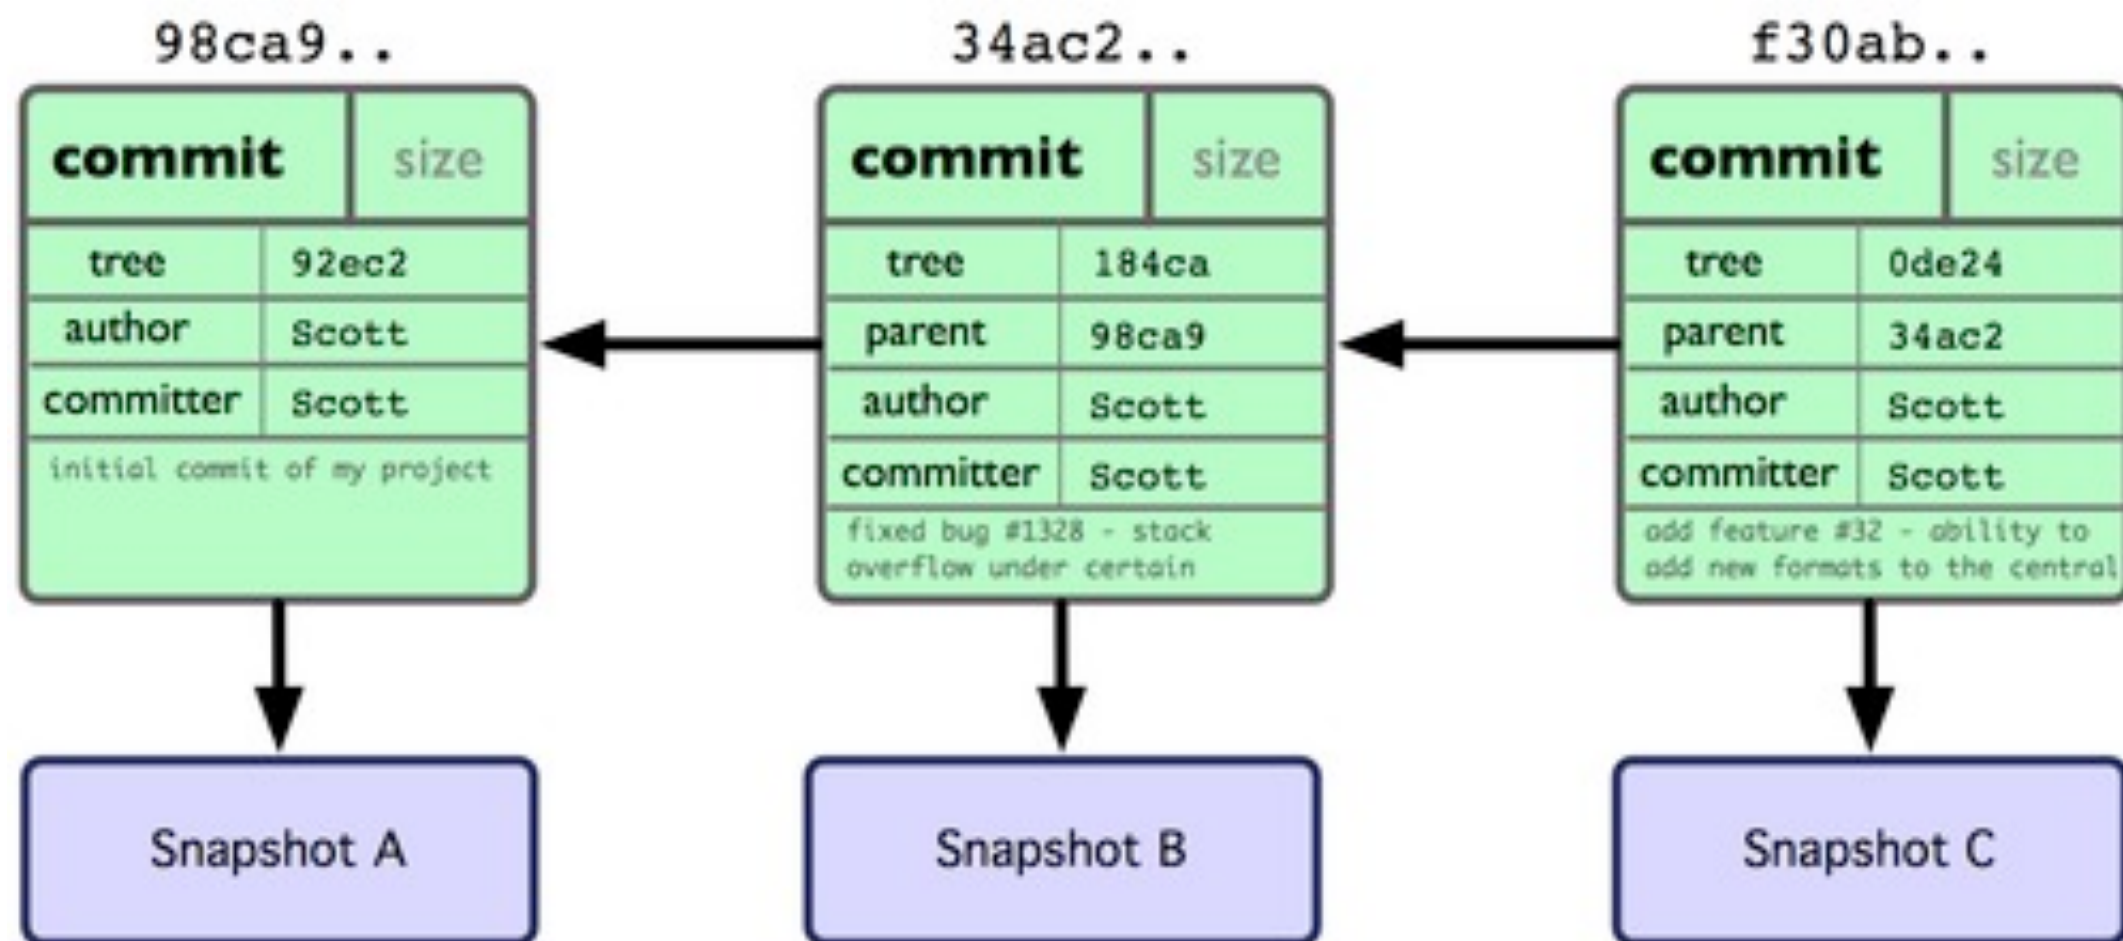 98ca9..
commit size
tree 92ec2
author Scott
committer Scott
initial commit of my project
34ac2..
commit size
tree 184ca
parent 98ca9
author Scott
committer Scott
fixed bug #1328 - stack
overflow under certain
f30ab..
commit size
tree 0de24
parent 34ac2
author Scott
committer Scott
add feature #32 - ability to
add new formats to the central
Snapshot A
Snapshot B
Snapshot C